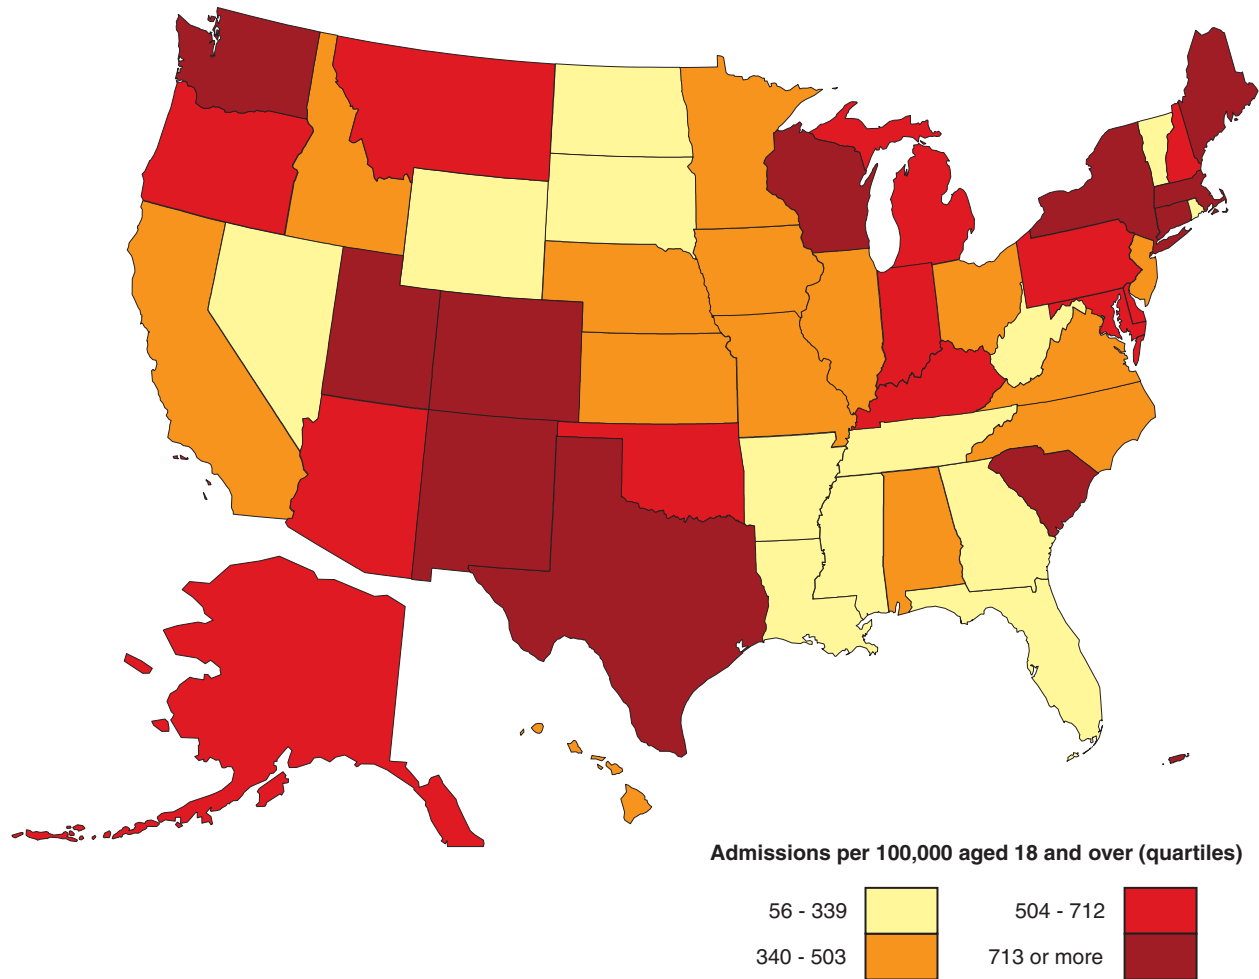 Admissions per 100,000 aged 18 and over (quartiles)
56 - 339
504 - 712
340 - 503
713 or more